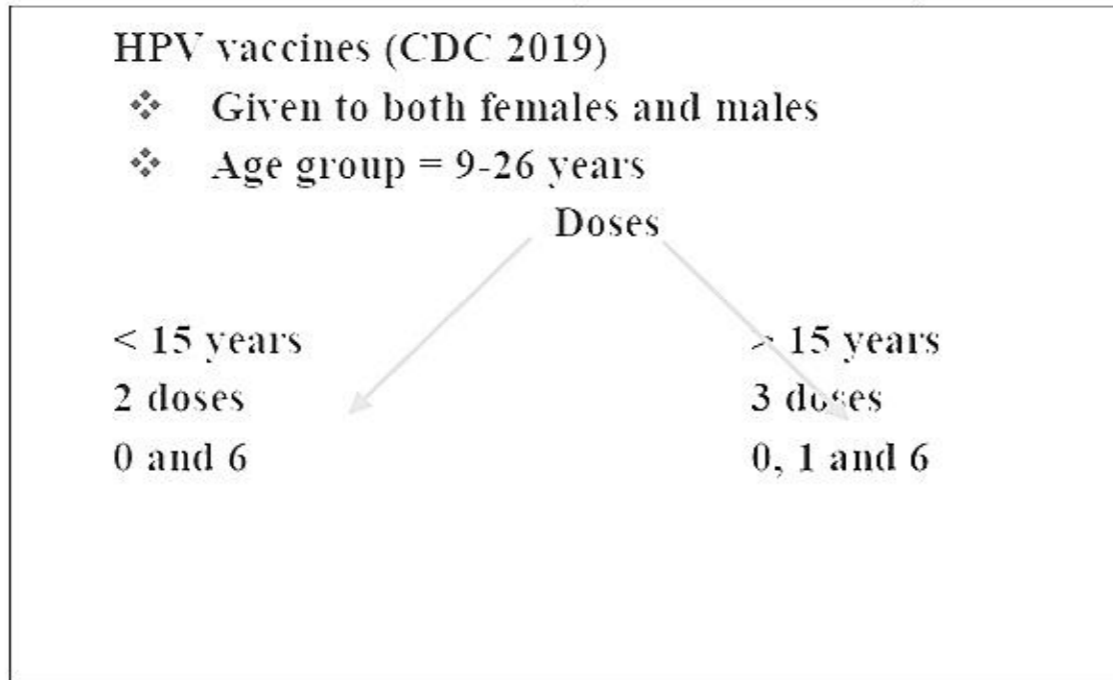 HPV vaccines (CDC 2019)
❖ Given to both females and males
❖ Age group = 9-26 years
Doses
< 15 years
2 doses
0 and 6
> 15 years
3 doses
0, 1 and 6